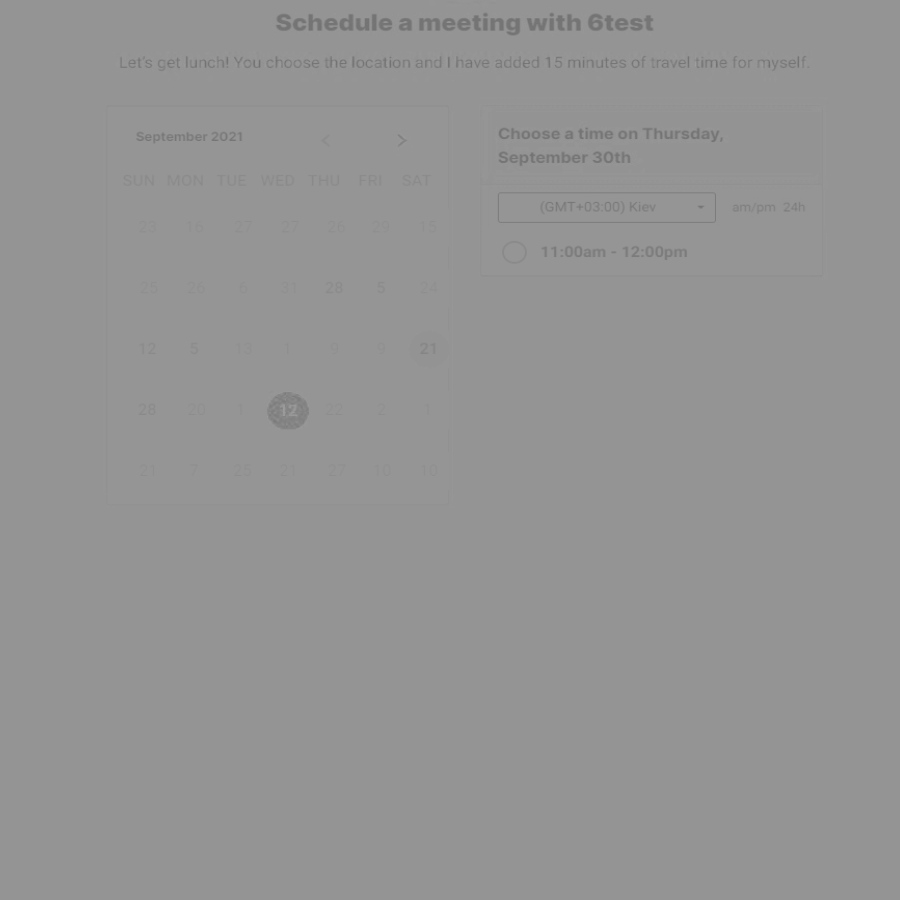 Schedule a meeting with 6test
Let's get lunch! You choose the location and I have added 15 minutes of travel time for myself.
September 2021
SUN MON TUE WED THU FRI SAT
23 16 27 27 26 29 15
25 26 6 31 28 5 24
12 5 13 1 9 9 21
28 20 1 12 22 2 1
21 7 25 21 27 13 10
Choose a time on Thursday,
September 30th
(GMT+03:00) Kiev am/pm 24h
11:00am - 12:00pm